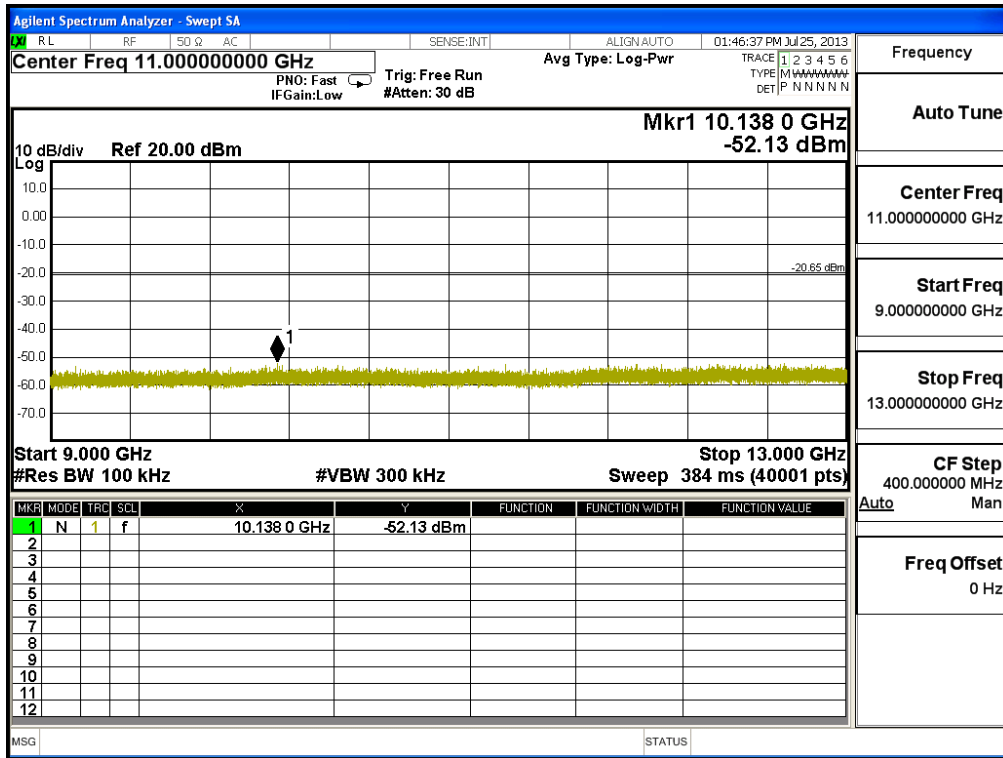 Agilent Spectrum Analyzer - Swept SA
LXI RL RF 50 Ω AC SENSE:INT ALIGNAUTO 01:46:37 PM Jul 25, 2013
Center Freq 11.000000000 GHz
PNO: Fast
IFGain:Low
Trig: Free Run
#Atten: 30 dB
Avg Type: Log-Pwr
TRACE 1 2 3 4 5 6
TYPE M WWWWW
DET P N N N N N
Mkr1 10.138 0 GHz
-52.13 dBm
10 dB/div Ref 20.00 dBm
Log
10.0
0.00
-10.0
-20.0
-20.65 dBm
-30.0
-40.0
1
-50.0
-60.0
-70.0
Start 9.000 GHz Stop 13.000 GHz
#Res BW 100 kHz #VBW 300 kHz Sweep 384 ms (40001 pts)
MKR MODE TRC SCL X Y FUNCTION FUNCTION WIDTH FUNCTION VALUE
1 N 1 f 10.138 0 GHz -52.13 dBm
2
3
4
5
6
7
8
9
10
11
12
MSG STATUS
Frequency
Auto Tune
Center Freq
11.000000000 GHz
Start Freq
9.000000000 GHz
Stop Freq
13.000000000 GHz
CF Step
400.000000 MHz
Auto Man
Freq Offset
0 Hz